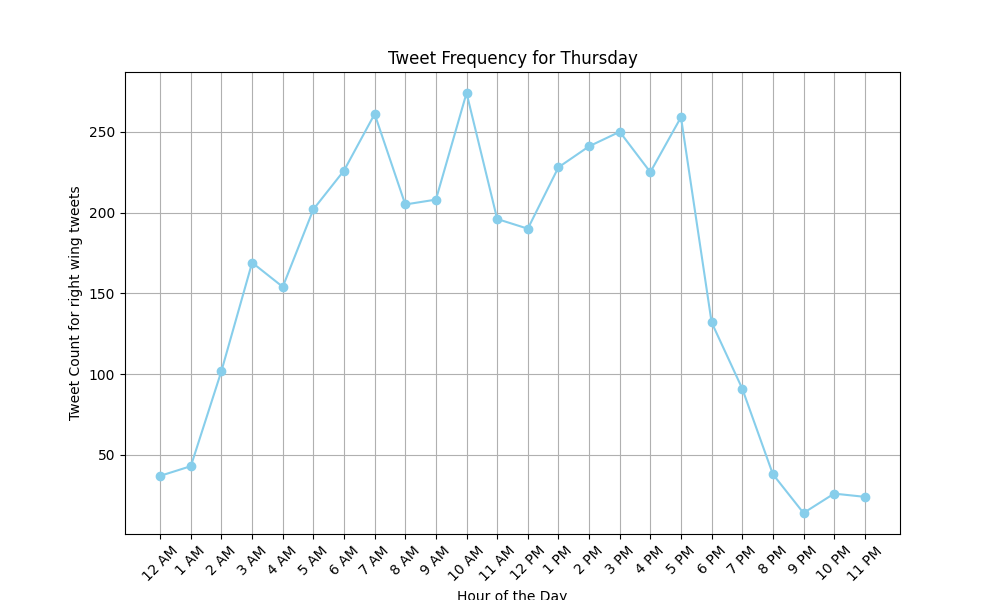 Tweet Frequency for Thursday
Tweet Count for right wing tweets
250
200
150
100
50
12 AM
1 AM
2 AM
3 AM
4 AM
5 AM
6 AM
7 AM
8 AM
9 AM
10 AM
11 AM
12 PM
1 PM
2 PM
3 PM
4 PM
5 PM
6 PM
7 PM
8 PM
9 PM
10 PM
11 PM
Hour of the Day